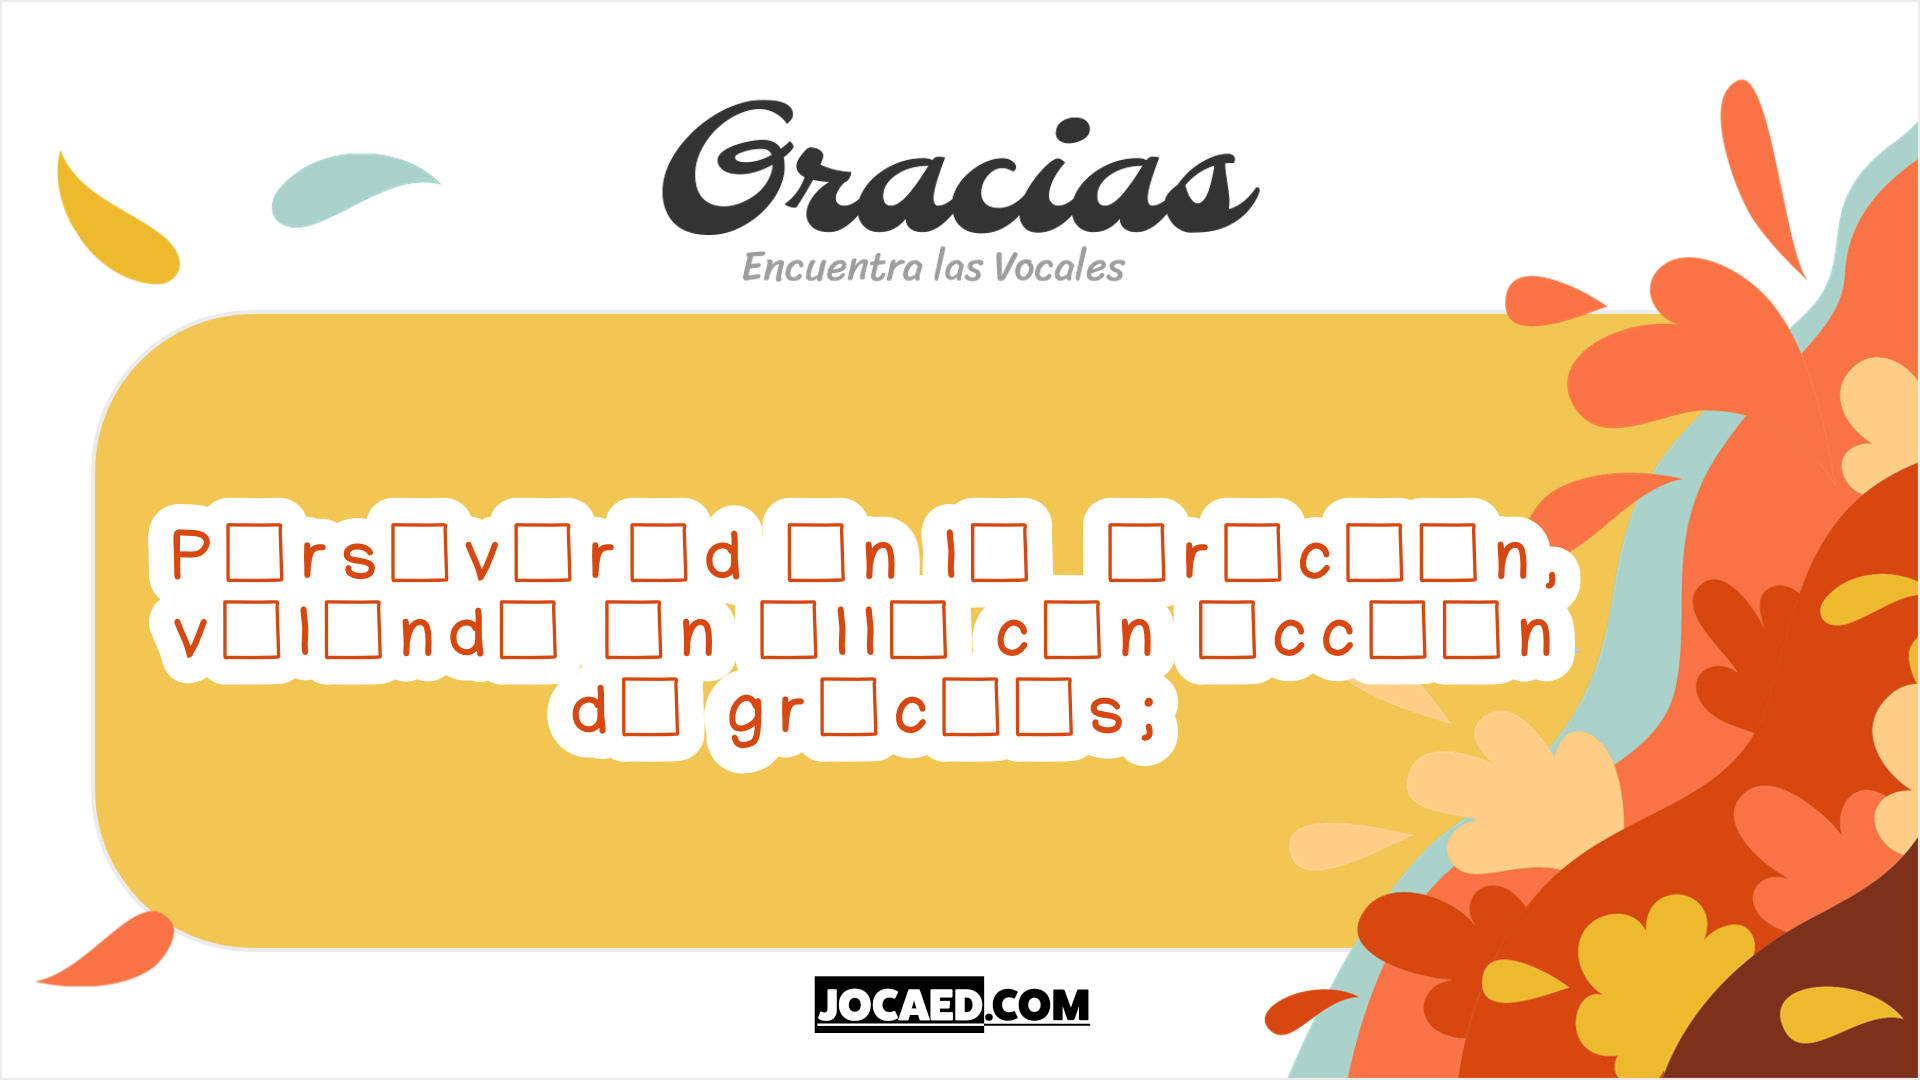 Gracias
Encuentra las Vocales
P□rs□v□r□d □n l□ □r□c□□n,
v□l□nd□ □n □ll□ c□n □cc□□n
d□ gr□c□□s;
JOCAED.COM